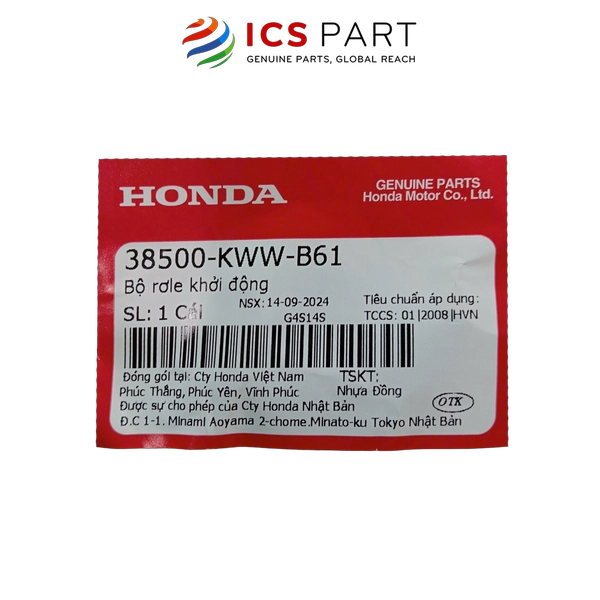 ICS PART
GENUINE PARTS, GLOBAL REACH
HONDA
GENUINE PARTS
Honda Motor Co., Ltd.
38500-KWW-B61
Bộ rơle khởi động
SL: 1 Cái
NSX: 14-09-2024
G4S14S
Tiêu chuẩn áp dụng:
TCCS: 01|2008|HVN
Đóng gói tại: Cty Honda Việt Nam
Phúc Thắng, Phúc Yên, Vĩnh Phúc
TSKT:
Nhựa Đồng
Được sự cho phép của Cty Honda Nhật Bản
Đ.C 1-1. Minami Aoyama 2-chome.Minato-ku Tokyo Nhật Bản
OTK